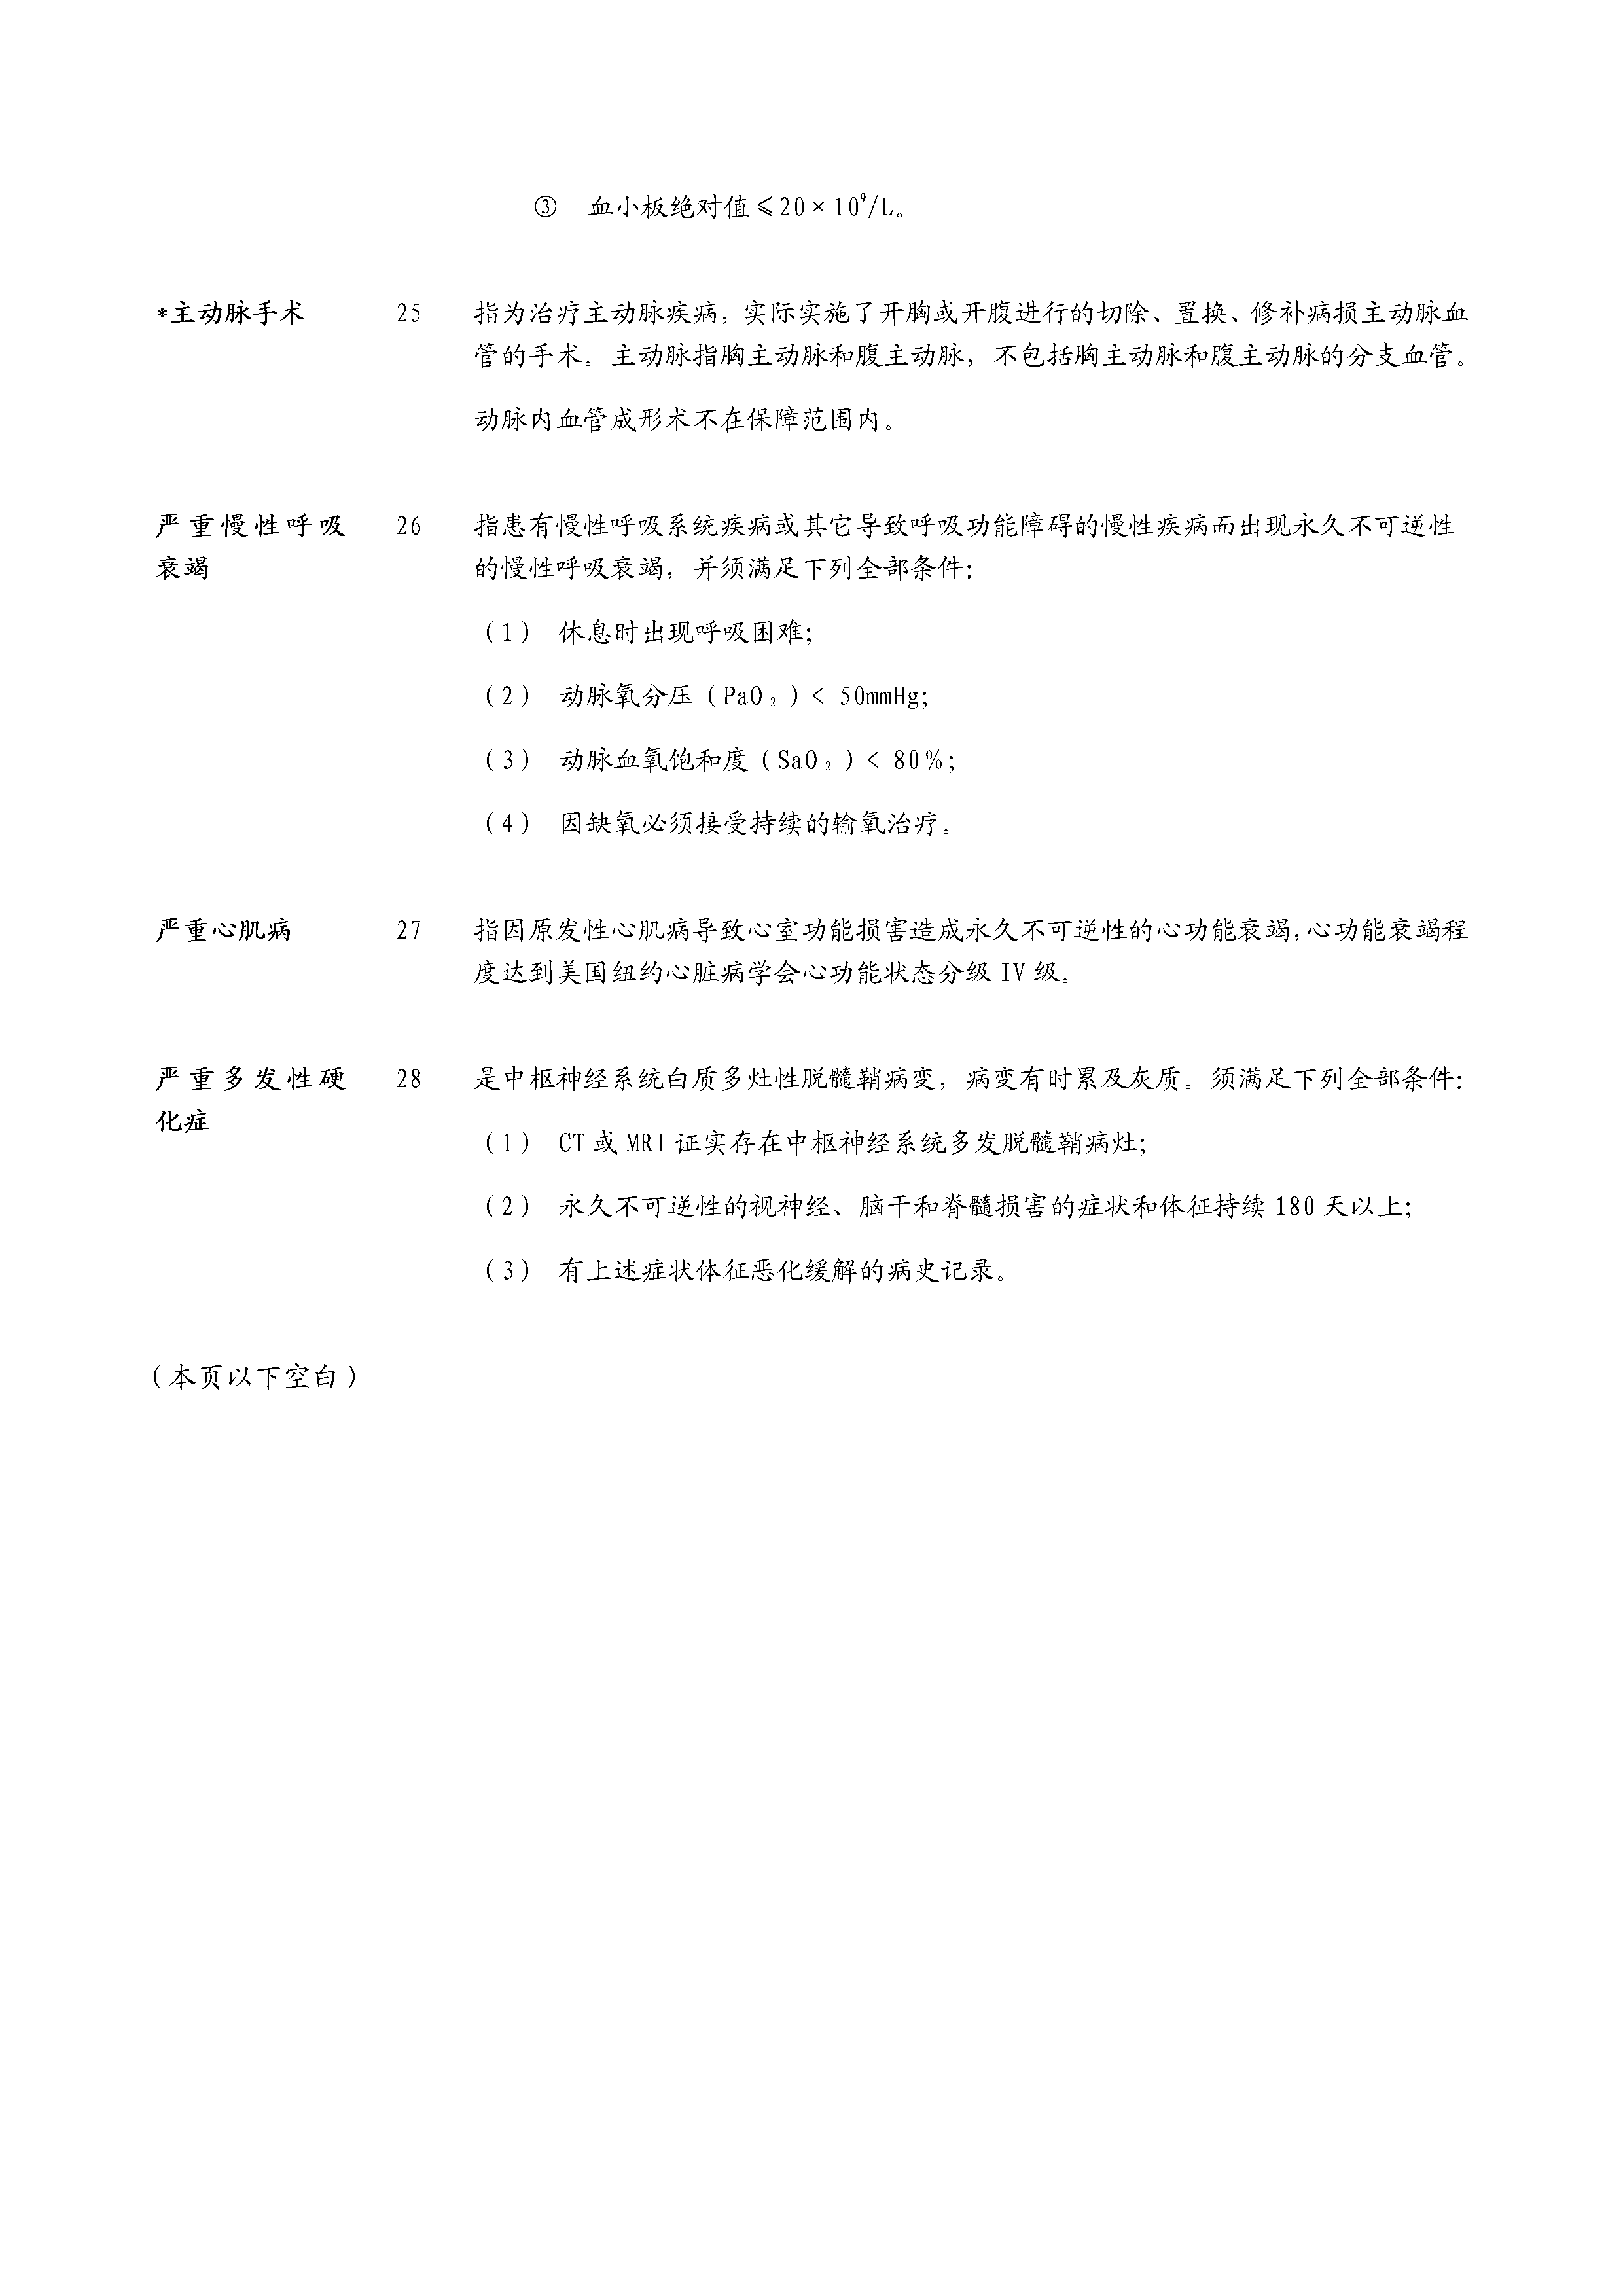 ③ 血小板绝对值≤20×10⁹/L。
*主动脉手术 25 指为治疗主动脉疾病，实际实施了开胸或开腹进行的切除、置换、修补病损主动脉血
管的手术。主动脉指胸主动脉和腹主动脉，不包括胸主动脉和腹主动脉的分支血管。
动脉内血管成形术不在保障范围内。
严重慢性呼吸 26 指患有慢性呼吸系统疾病或其它导致呼吸功能障碍的慢性疾病而出现永久不可逆性
衰竭 的慢性呼吸衰竭，并须满足下列全部条件：
（1） 休息时出现呼吸困难；
（2） 动脉氧分压（PaO₂）< 50mmHg；
（3） 动脉血氧饱和度（SaO₂）< 80%；
（4） 因缺氧必须接受持续的输氧治疗。
严重心肌病 27 指因原发性心肌病导致心室功能损害造成永久不可逆性的心功能衰竭，心功能衰竭程
度达到美国纽约心脏病学会心功能状态分级 IV 级。
严重多发性硬 28 是中枢神经系统白质多灶性脱髓鞘病变，病变有时累及灰质。须满足下列全部条件：
化症
（1） CT 或 MRI 证实存在中枢神经系统多发脱髓鞘病灶；
（2） 永久不可逆性的视神经、脑干和脊髓损害的症状和体征持续 180 天以上；
（3） 有上述症状体征恶化缓解的病史记录。
（本页以下空白）